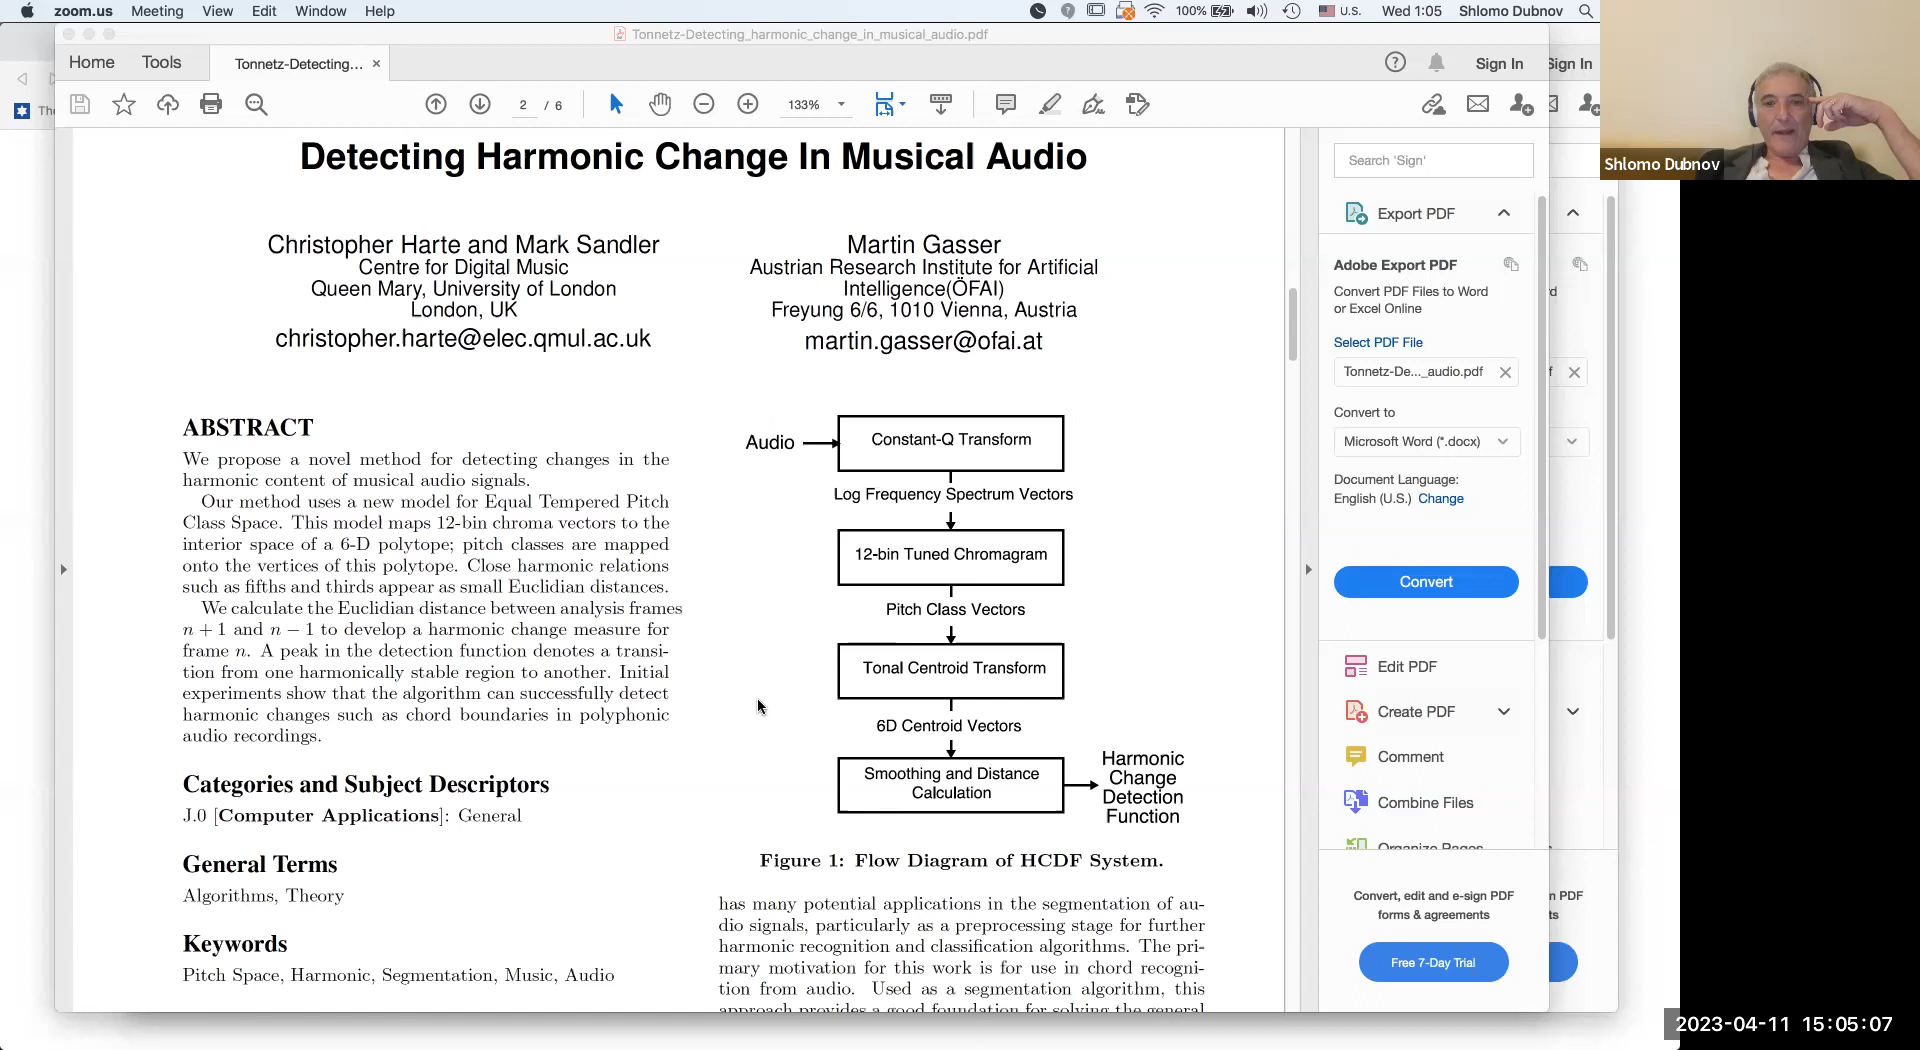 zoom.us Meeting View Edit Window Help
100% U.S. Wed 1:05 Shlomo Dubnov
Tonnetz-Detecting_harmonic_change_in_musical_audio.pdf
Home Tools Tonnetz-Detecting... × Sign In Sign In
2 / 6 133%
Detecting Harmonic Change In Musical Audio
Christopher Harte and Mark Sandler
Centre for Digital Music
Queen Mary, University of London
London, UK
christopher.harte@elec.qmul.ac.uk
Martin Gasser
Austrian Research Institute for Artificial
Intelligence(ÖFAI)
Freyung 6/6, 1010 Vienna, Austria
martin.gasser@ofai.at
ABSTRACT
We propose a novel method for detecting changes in the
harmonic content of musical audio signals.
Our method uses a new model for Equal Tempered Pitch
Class Space. This model maps 12-bin chroma vectors to the
interior space of a 6-D polytope; pitch classes are mapped
onto the vertices of this polytope. Close harmonic relations
such as fifths and thirds appear as small Euclidian distances.
We calculate the Euclidian distance between analysis frames
n + 1 and n − 1 to develop a harmonic change measure for
frame n. A peak in the detection function denotes a transi-
tion from one harmonically stable region to another. Initial
experiments show that the algorithm can successfully detect
harmonic changes such as chord boundaries in polyphonic
audio recordings.
Categories and Subject Descriptors
J.0 [Computer Applications]: General
General Terms
Algorithms, Theory
Keywords
Pitch Space, Harmonic, Segmentation, Music, Audio
Audio
Constant-Q Transform
Log Frequency Spectrum Vectors
12-bin Tuned Chromagram
Pitch Class Vectors
Tonal Centroid Transform
6D Centroid Vectors
Smoothing and Distance
Calculation
Harmonic
Change
Detection
Function
Figure 1: Flow Diagram of HCDF System.
has many potential applications in the segmentation of au-
dio signals, particularly as a preprocessing stage for further
harmonic recognition and classification algorithms. The pri-
mary motivation for this work is for use in chord recogni-
tion from audio. Used as a segmentation algorithm, this
approach provides a good foundation for solving the general
Search 'Sign'
Export PDF
Adobe Export PDF
Convert PDF Files to Word
or Excel Online
Select PDF File
Tonnetz-De..._audio.pdf
Convert to
Microsoft Word (*.docx)
Document Language:
English (U.S.) Change
Convert
Edit PDF
Create PDF
Comment
Combine Files
Organize Pages
Convert, edit and e-sign PDF
forms & agreements
Free 7-Day Trial
n PDF
ts
Shlomo Dubnov
2023-04-11 15:05:07